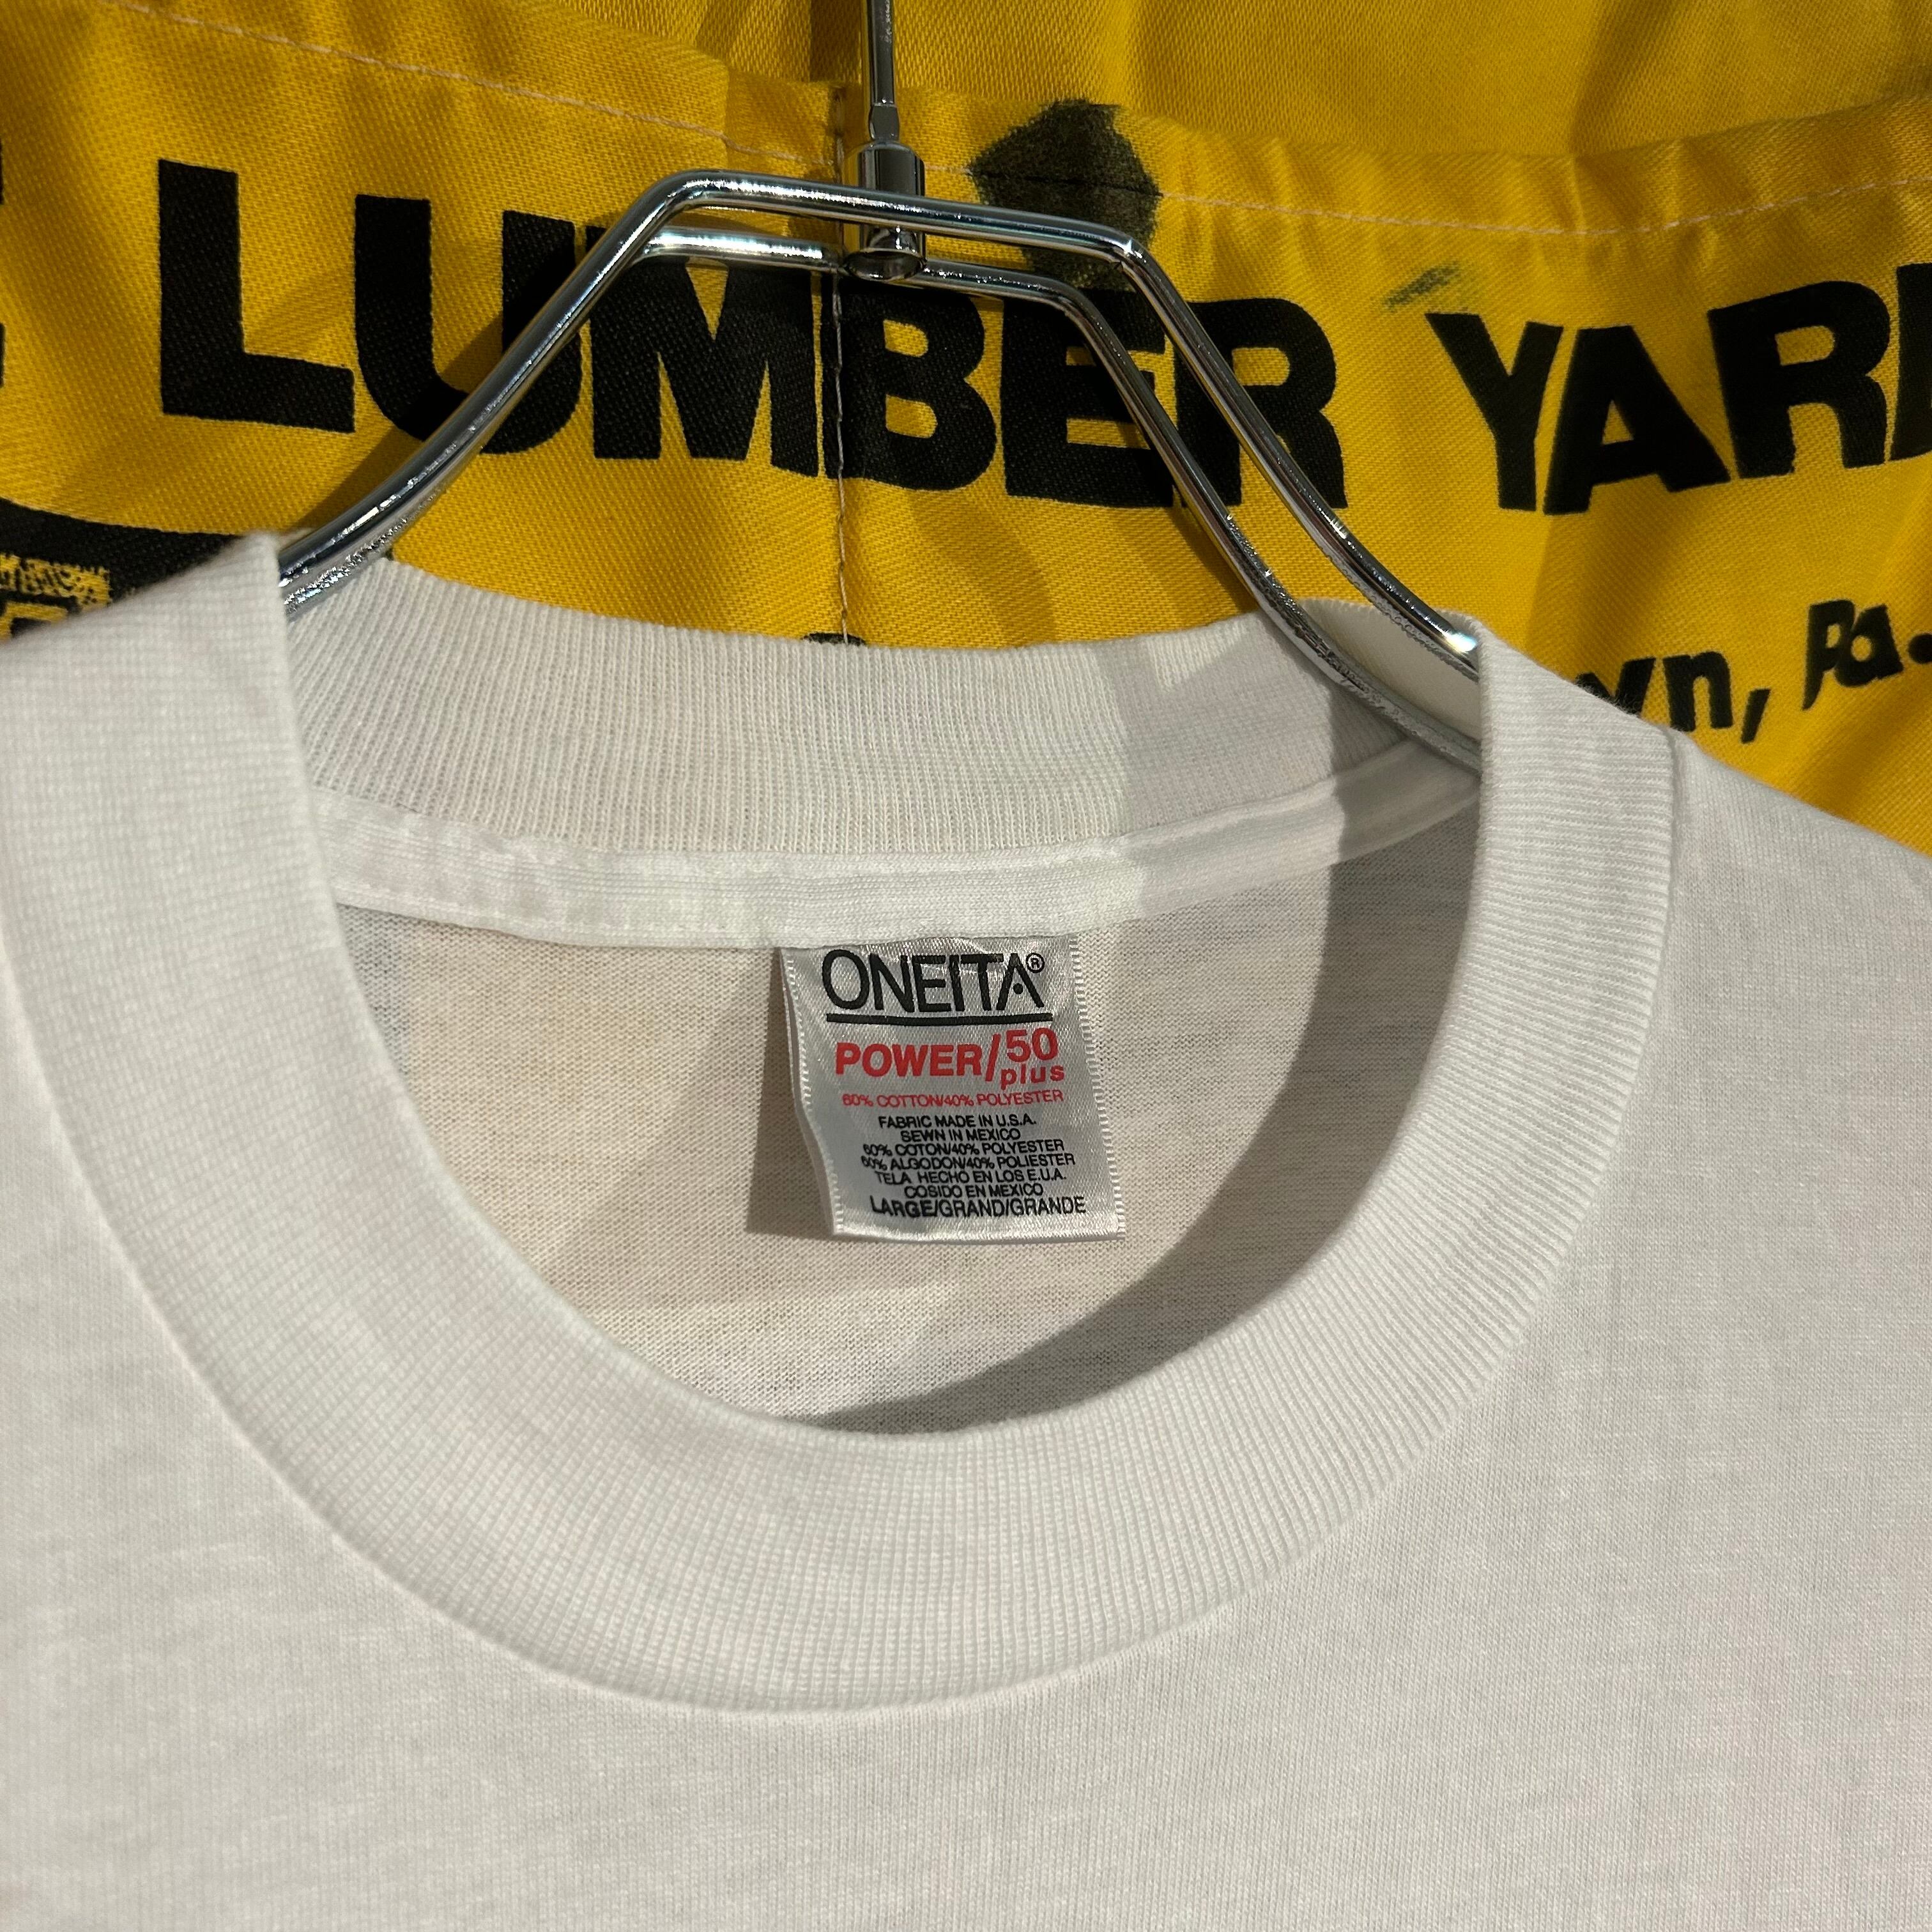 LUMBER YARD
Pa.
ONEITA®
POWER/50
plus
60% COTTON/40% POLYESTER
FABRIC MADE IN U.S.A.
SEWN IN MEXICO
60% COTON/40% POLYESTER
60% ALGODON/40% POLIESTER
TELA HECHO EN LOS E.U.A.
COSIDO EN MEXICO
LARGE/GRAND/GRANDE